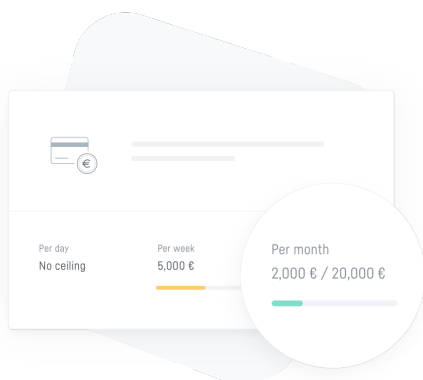 €
Per day
No ceiling
Per week
5,000 €
Per month
2,000 € / 20,000 €